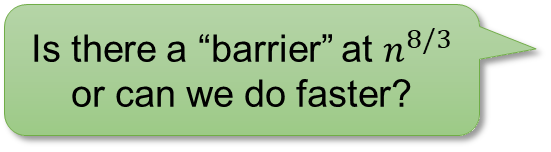 Is there a “barrier” at 𝑛^{8/3}
or can we do faster?